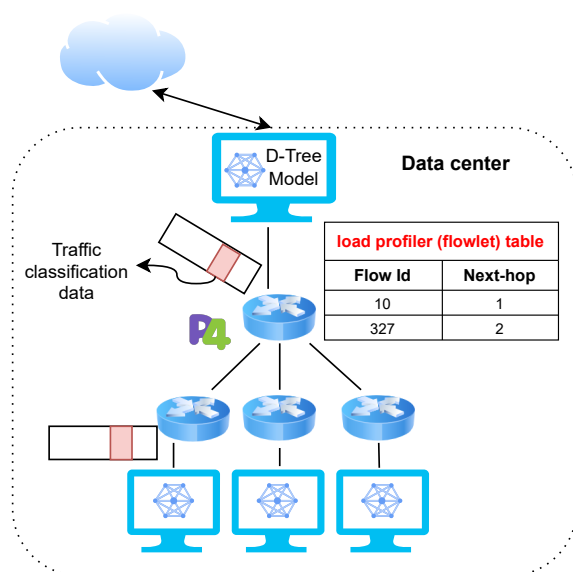 D-Tree
Model
Data center
Traffic
classification
data
load profiler (flowlet) table
Flow Id Next-hop
10 1
327 2
P4